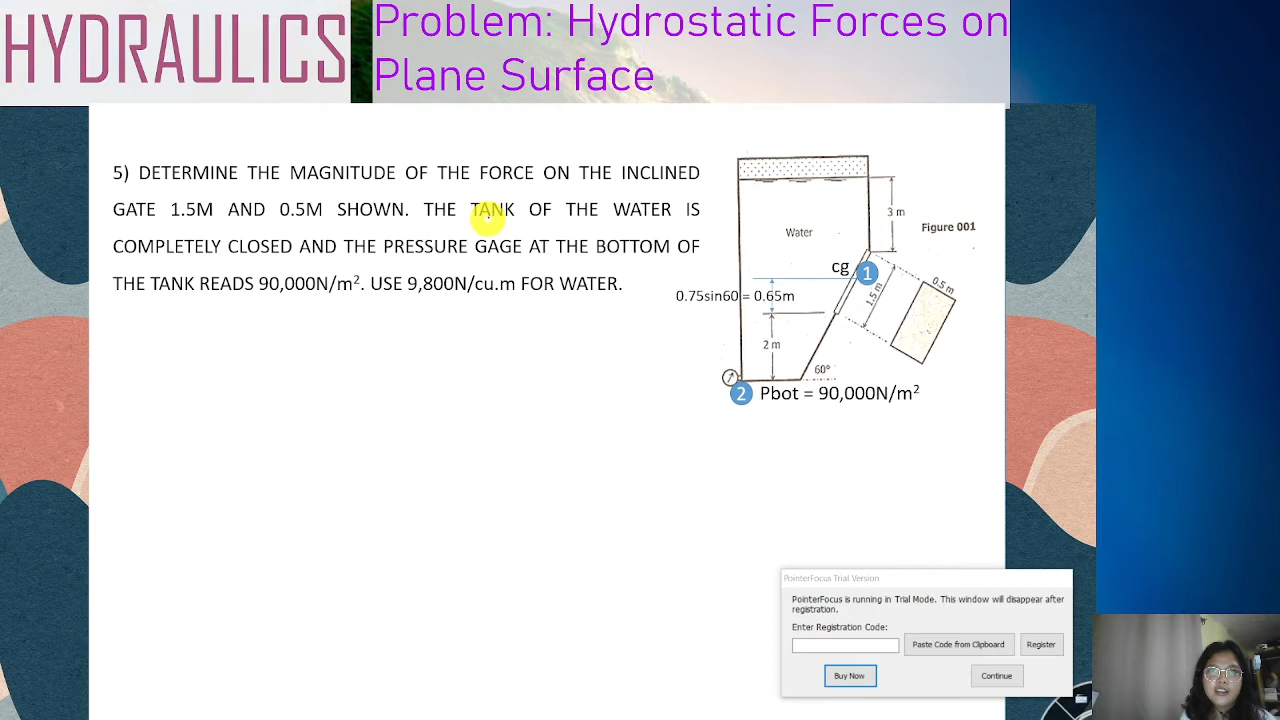 HYDRAULICS
Problem: Hydrostatic Forces on
Plane Surface
5) DETERMINE THE MAGNITUDE OF THE FORCE ON THE INCLINED
GATE 1.5M AND 0.5M SHOWN. THE TANK OF THE WATER IS
COMPLETELY CLOSED AND THE PRESSURE GAGE AT THE BOTTOM OF
THE TANK READS 90,000N/m². USE 9,800N/cu.m FOR WATER.
3 m
Water
Figure 001
cg 1
0.75sin60 = 0.65m
1.5 m
0.5 m
2 m
60°
2 Pbot = 90,000N/m²
PointerFocus Trial Version
PointerFocus is running in Trial Mode. This window will disappear after
registration.
Enter Registration Code:
Paste Code from Clipboard
Register
Buy Now
Continue